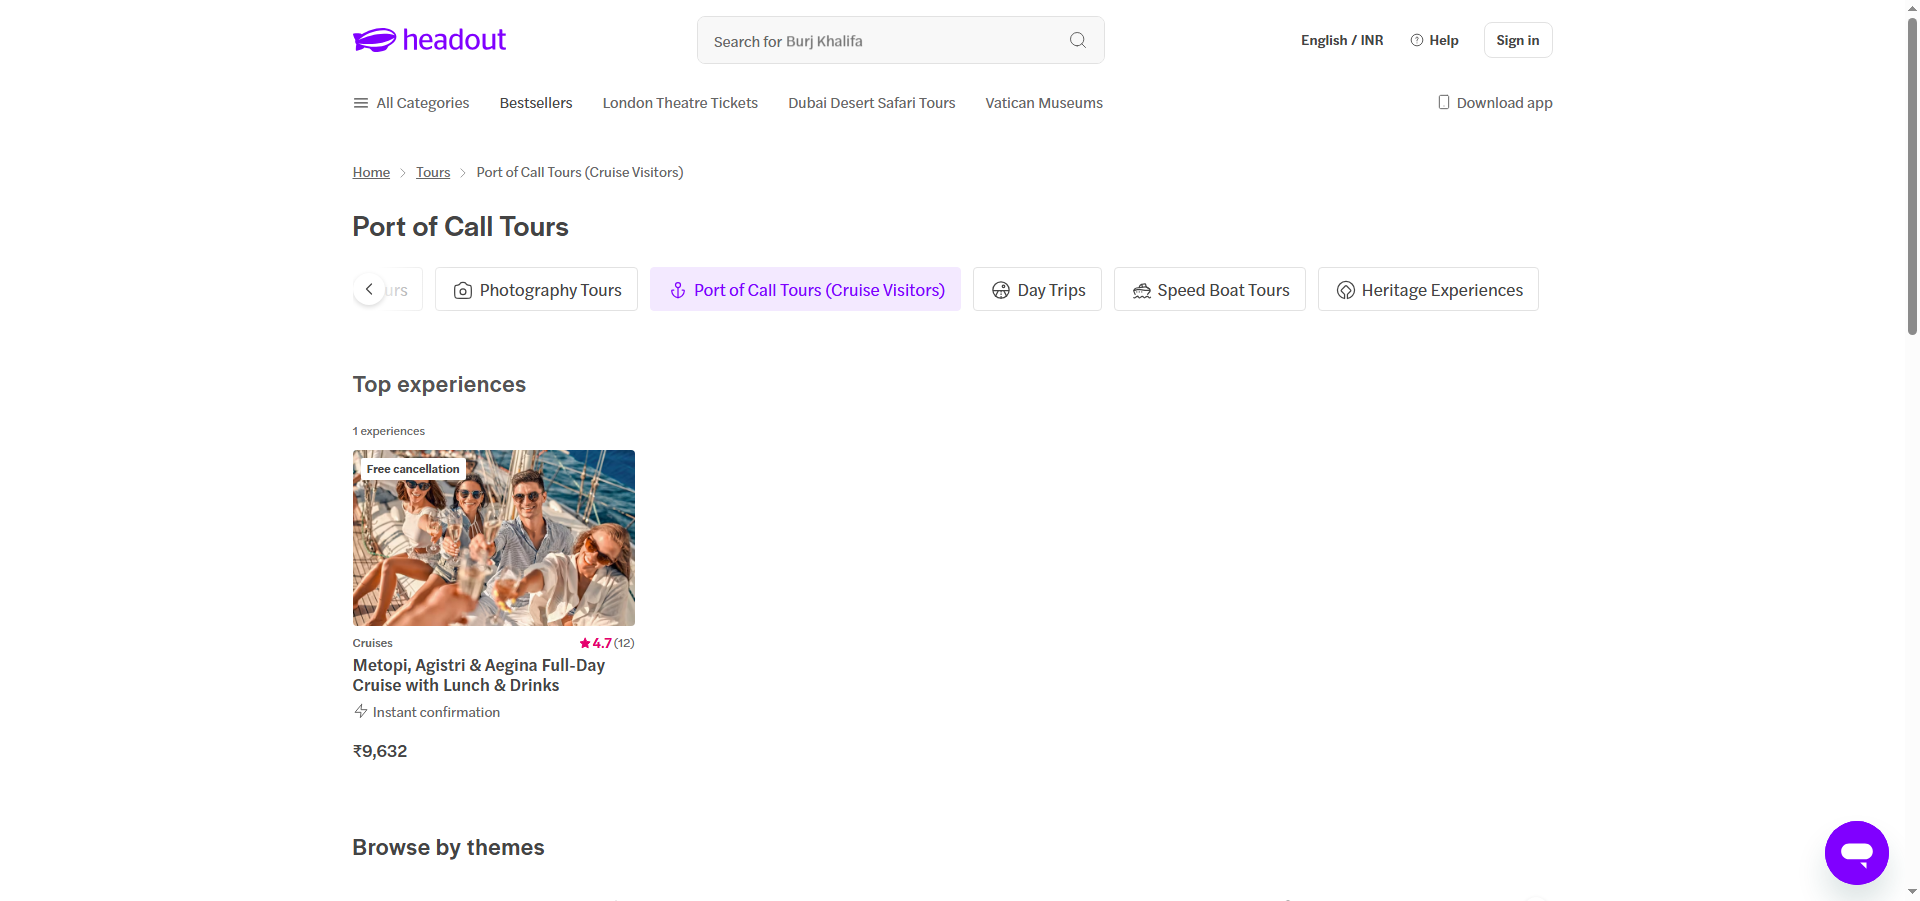 headout
Search for Burj Khalifa
English / INR
Help
Sign in
All Categories
Bestsellers
London Theatre Tickets
Dubai Desert Safari Tours
Vatican Museums
Download app
Home
Tours
Port of Call Tours (Cruise Visitors)
Port of Call Tours
urs
Photography Tours
Port of Call Tours (Cruise Visitors)
Day Trips
Speed Boat Tours
Heritage Experiences
Top experiences
1 experiences
Free cancellation
Cruises
4.7 (12)
Metopi, Agistri & Aegina Full-Day
Cruise with Lunch & Drinks
Instant confirmation
₹9,632
Browse by themes